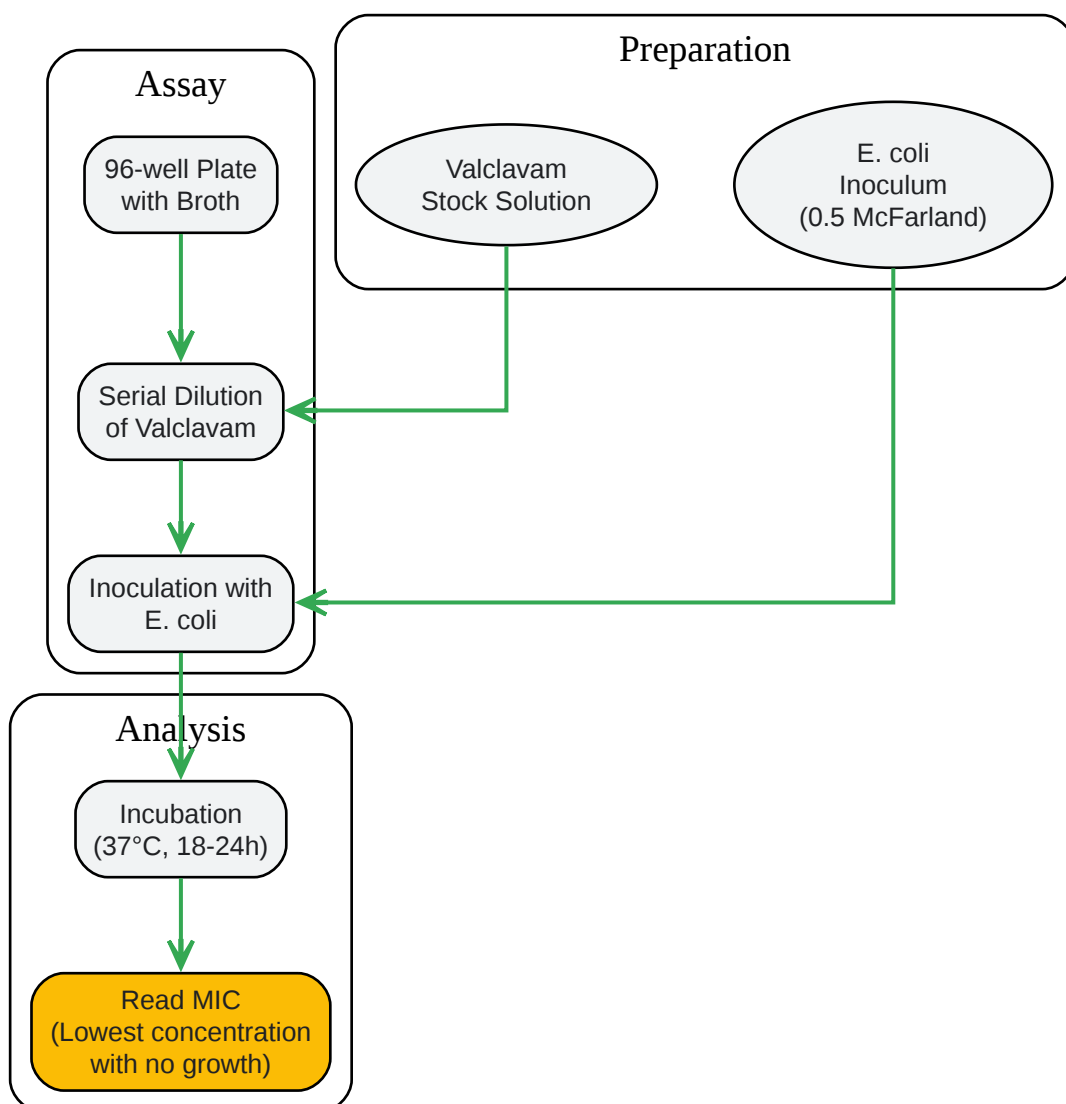 Preparation
Assay
96-well Plate
with Broth
Valclavam
Stock Solution
E. coli
Inoculum
(0.5 McFarland)
Serial Dilution
of Valclavam
Inoculation with
E. coli
Analysis
Incubation
(37°C, 18-24h)
Read MIC
(Lowest concentration
with no growth)